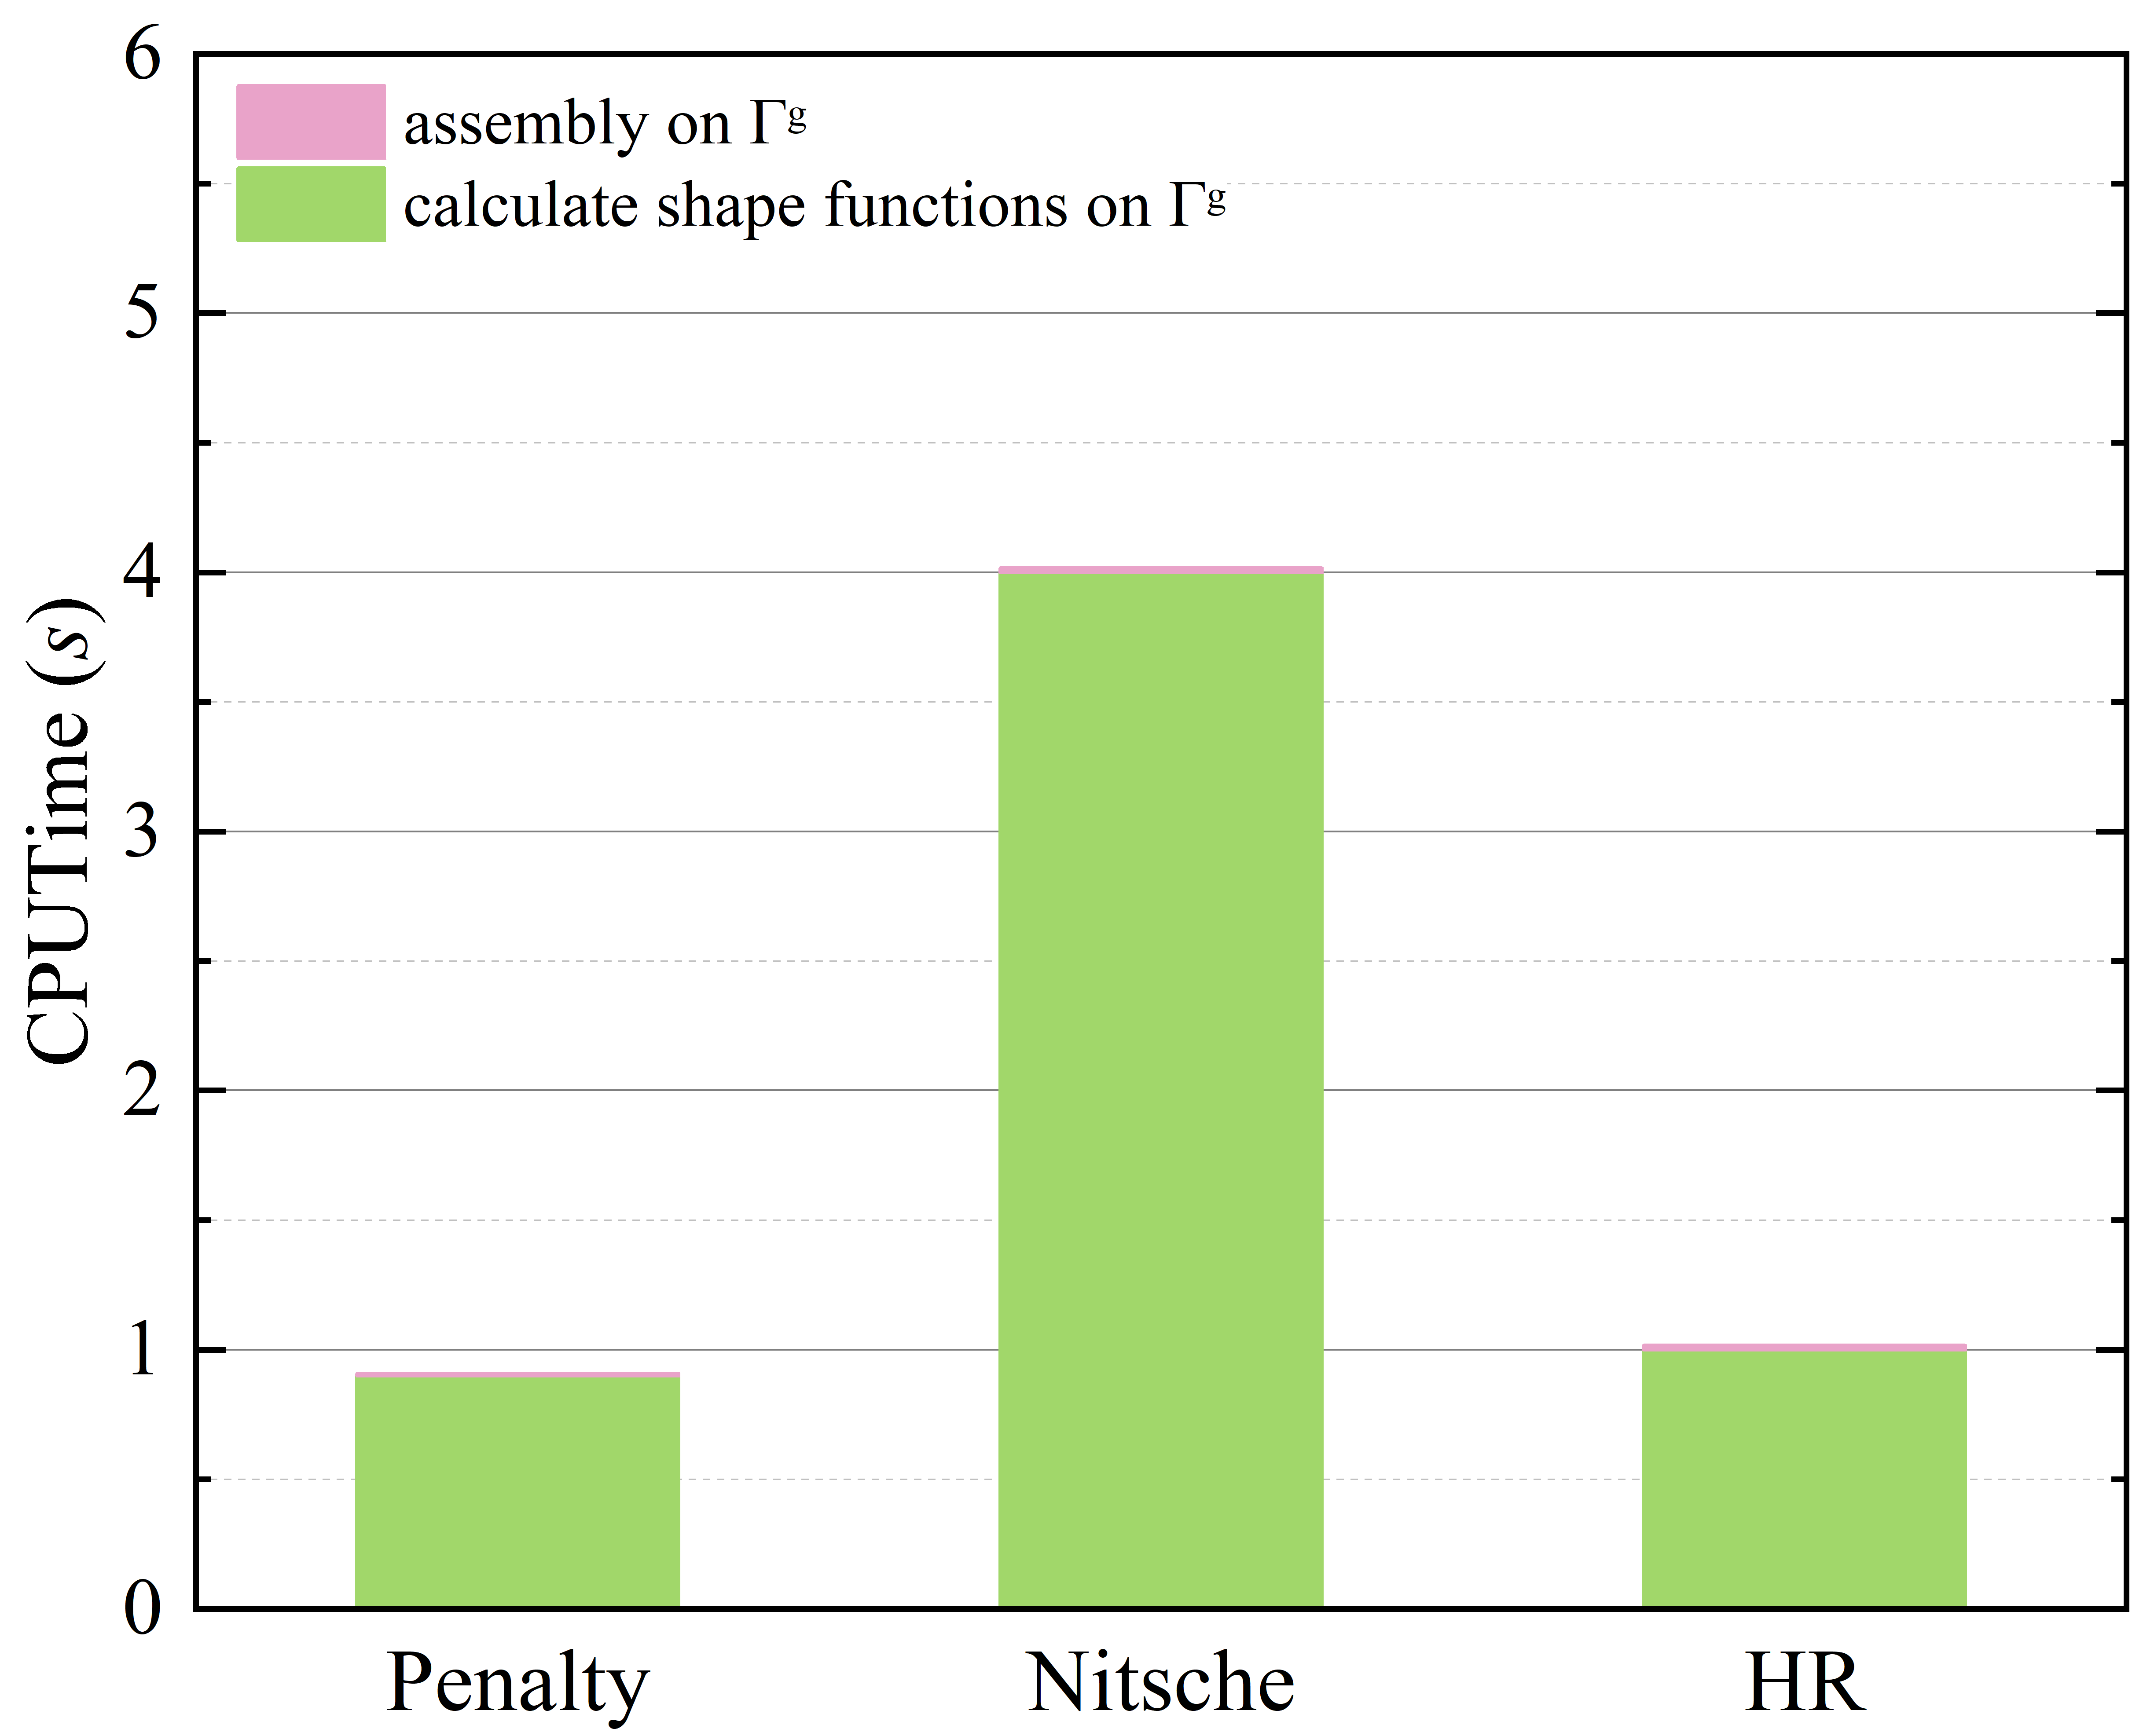 6
assembly on Γᵍ
calculate shape functions on Γᵍ
5
4
3
2
1
0
CPUTime (s)
Penalty Nitsche HR